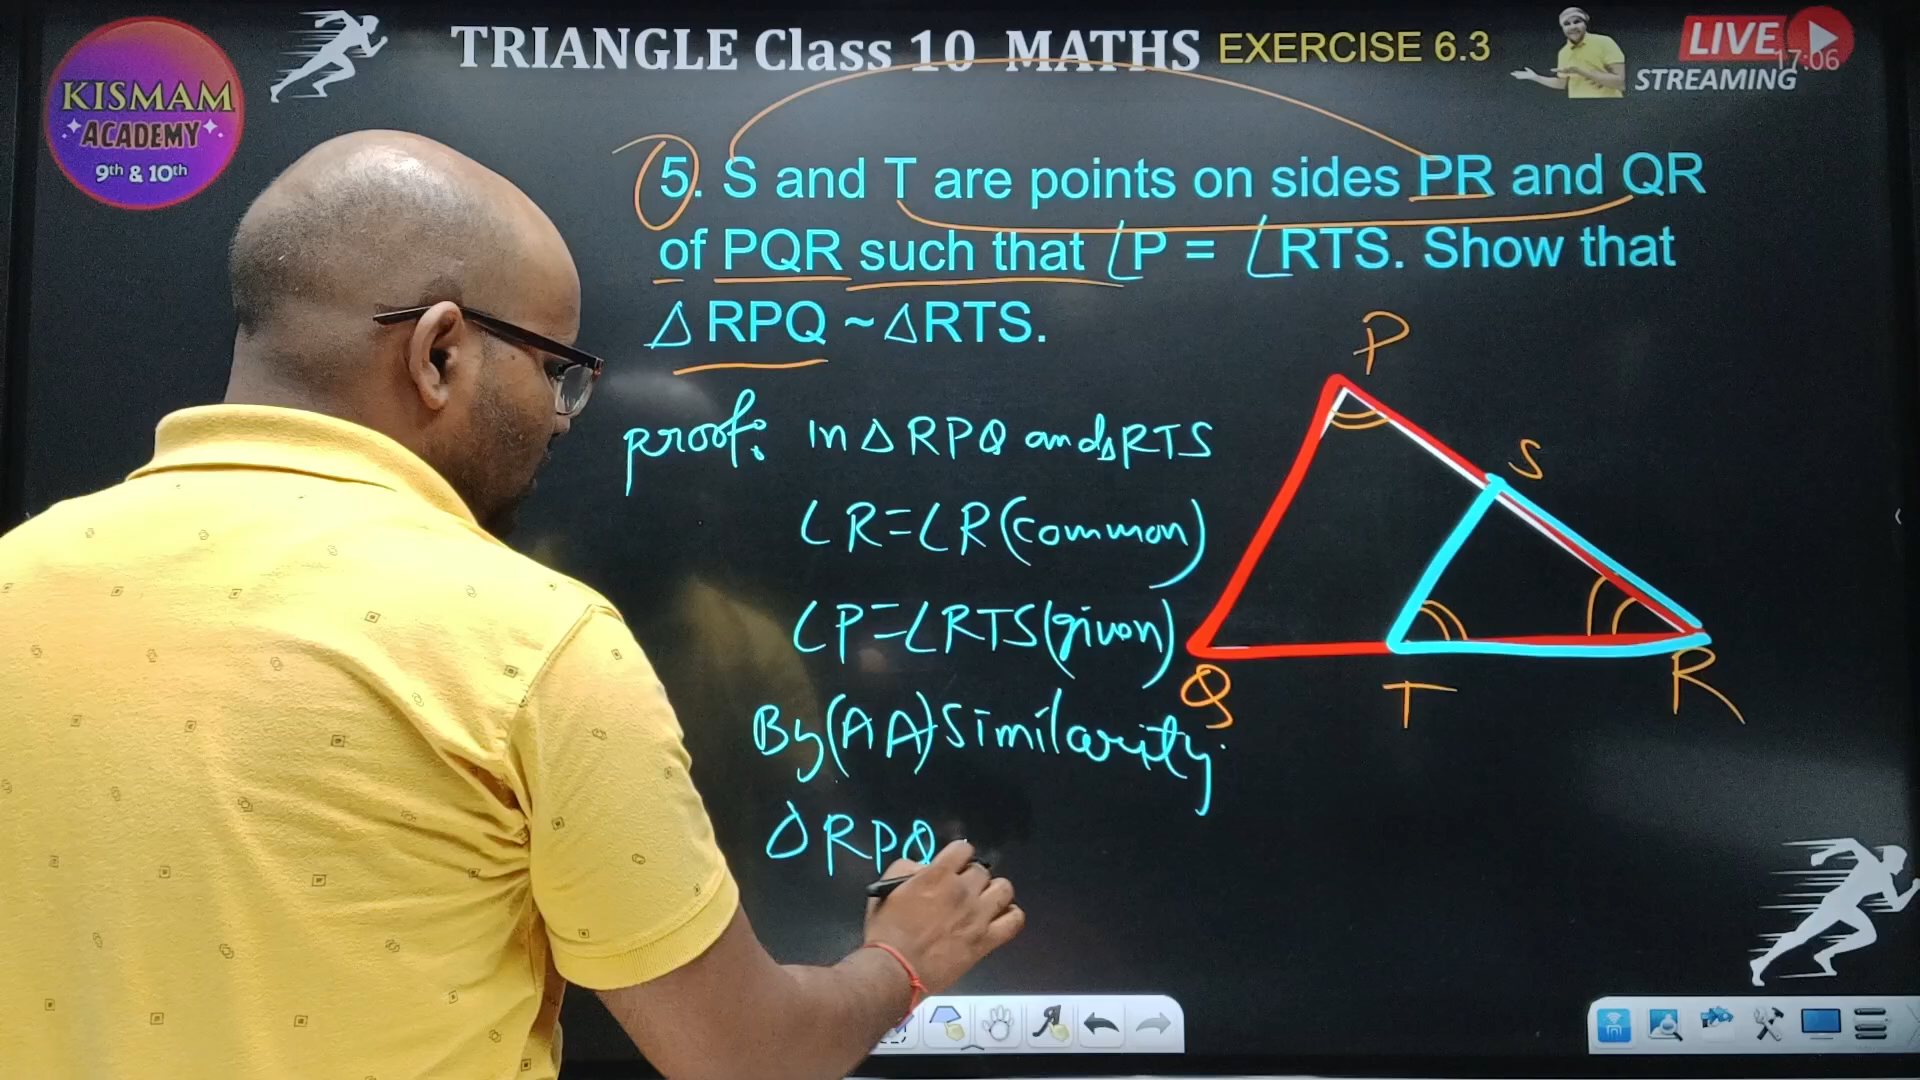 KISMAM
ACADEMY
9th & 10th
TRIANGLE Class 10 MATHS EXERCISE 6.3
LIVE
17:06
STREAMING
5. S and T are points on sides PR and QR
of PQR such that ∠P = ∠RTS. Show that
△ RPQ ~ △RTS.
proof: in △ RPQ and △ RTS
∠R = ∠R (common)
∠P = ∠RTS (given)
By (AA) Similarity.
△ RPQ
P
S
Q
T
R